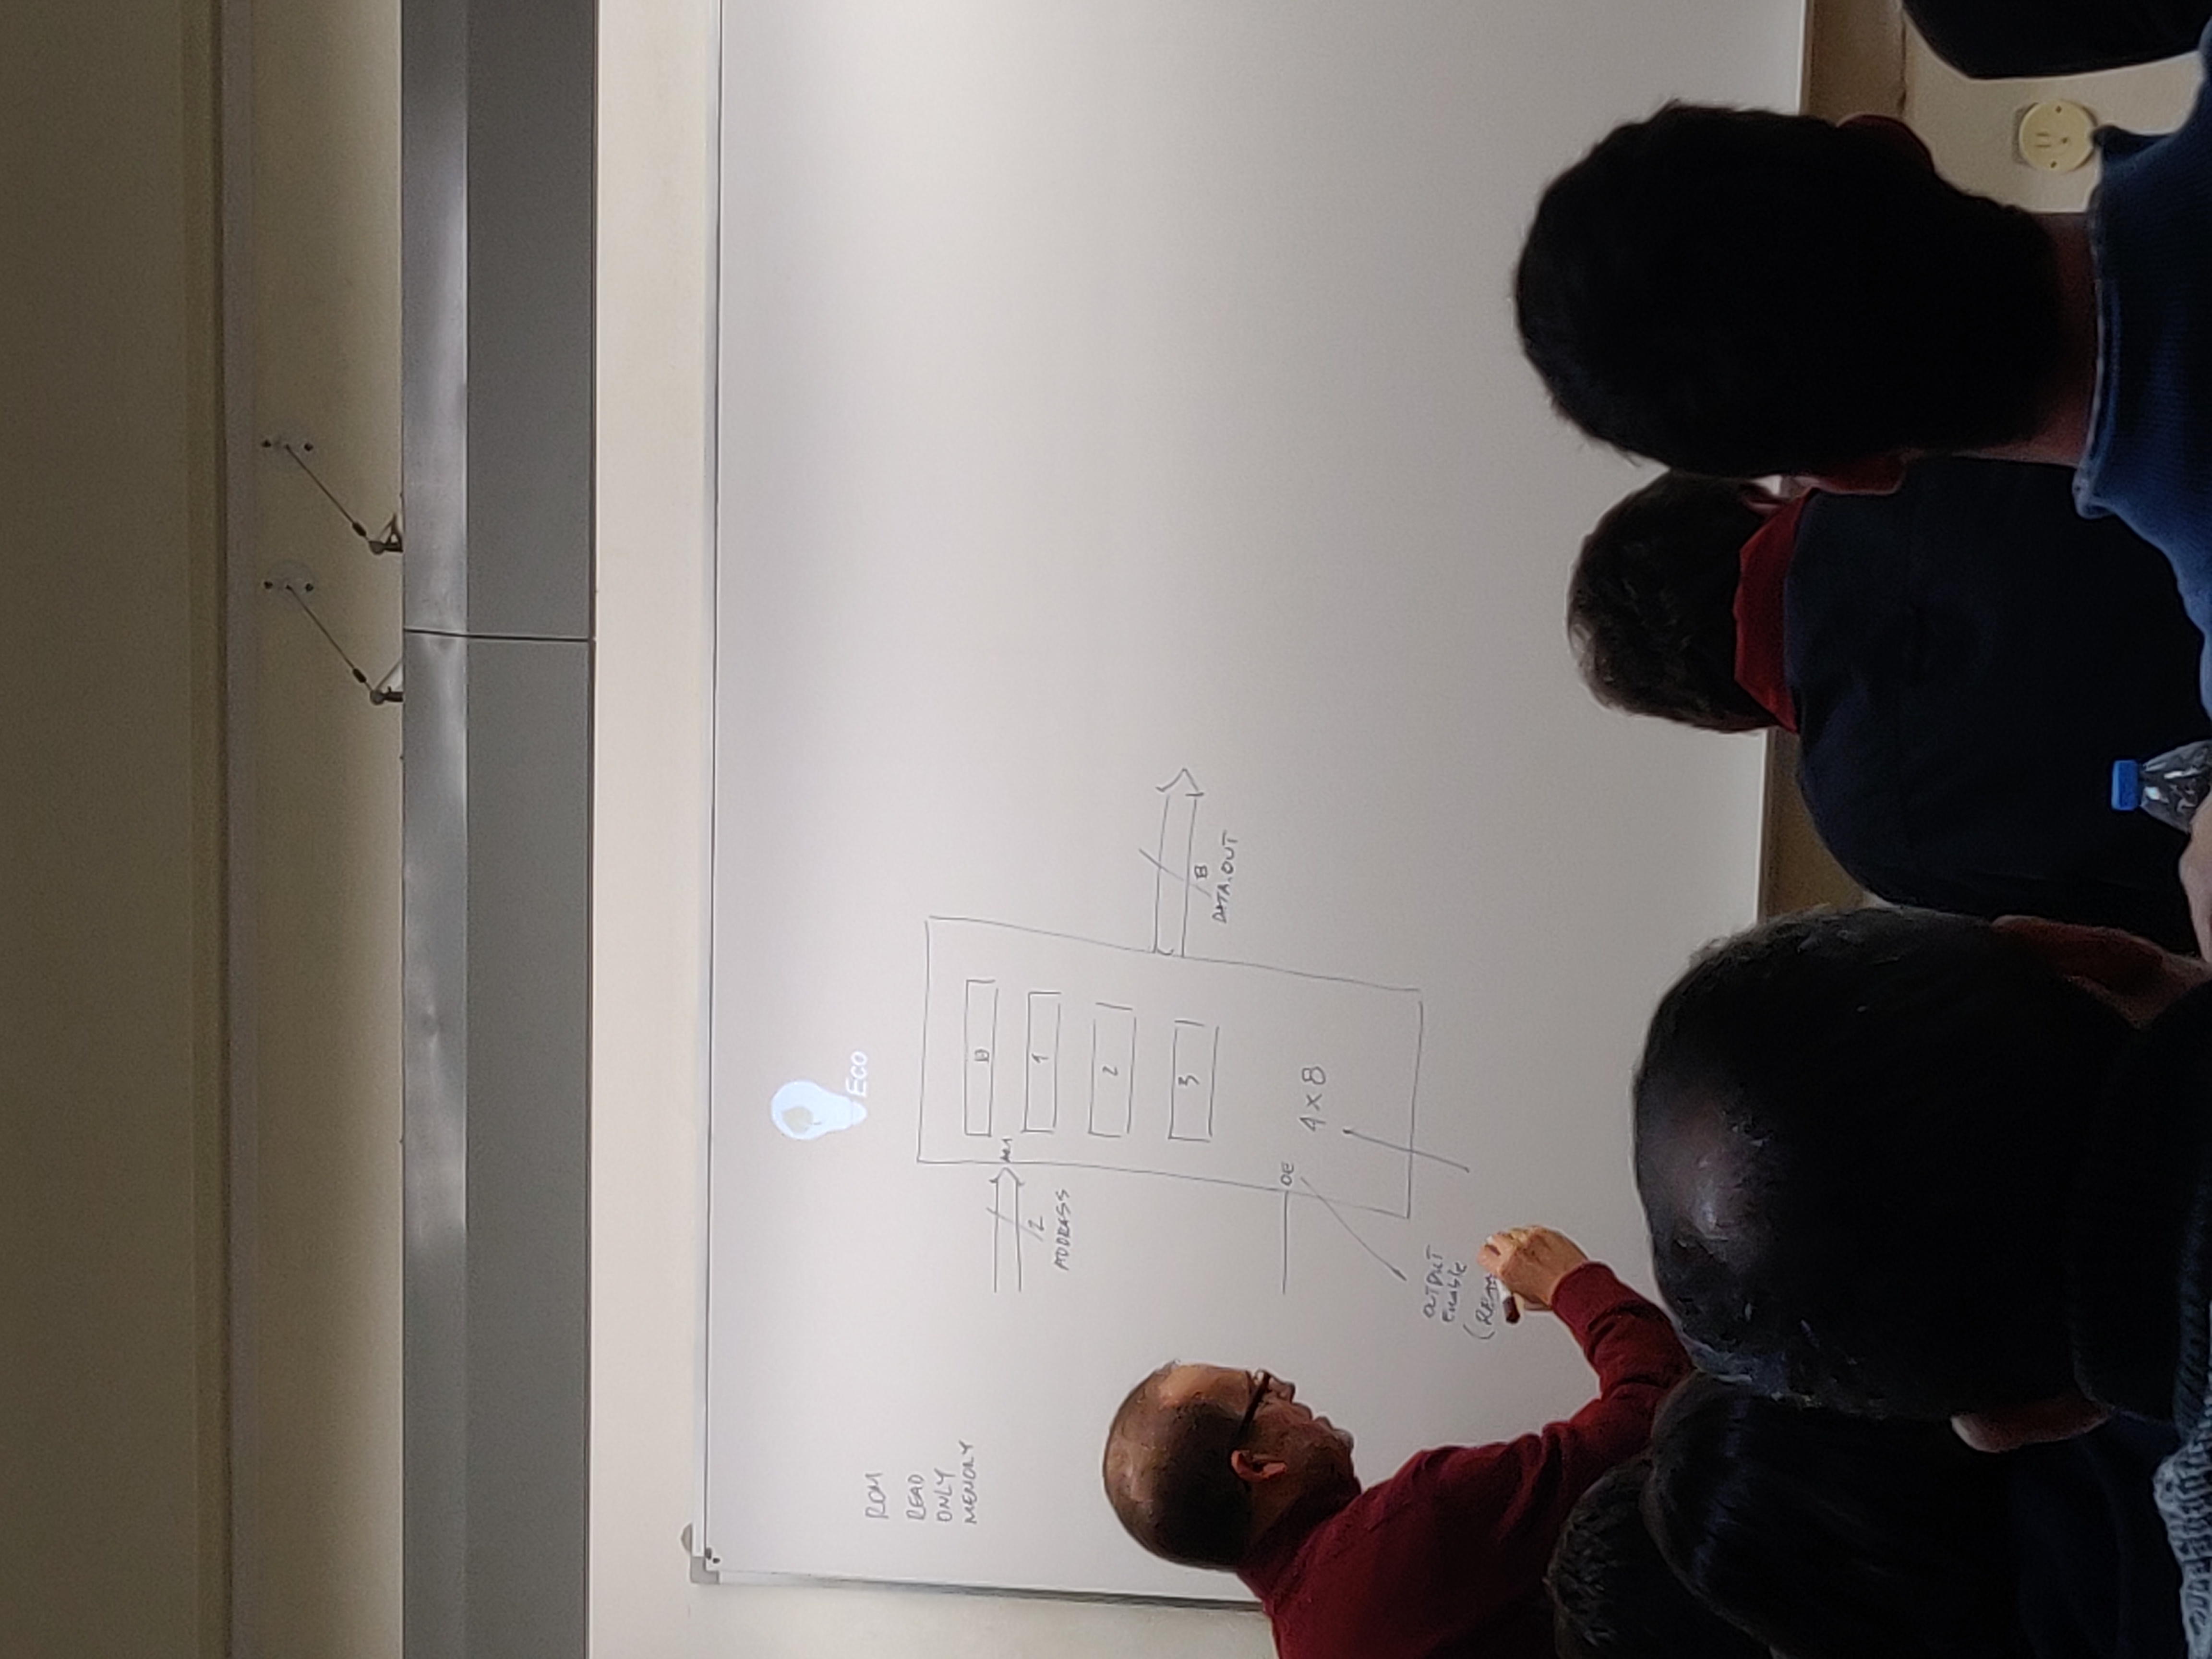 Eco
ROM
READ
ONLY
MEMORY
0
2
ADDRESS
1
2
3
8
DATA.OUT
OE
4 x 8
OUTPUT
Enable
(READ